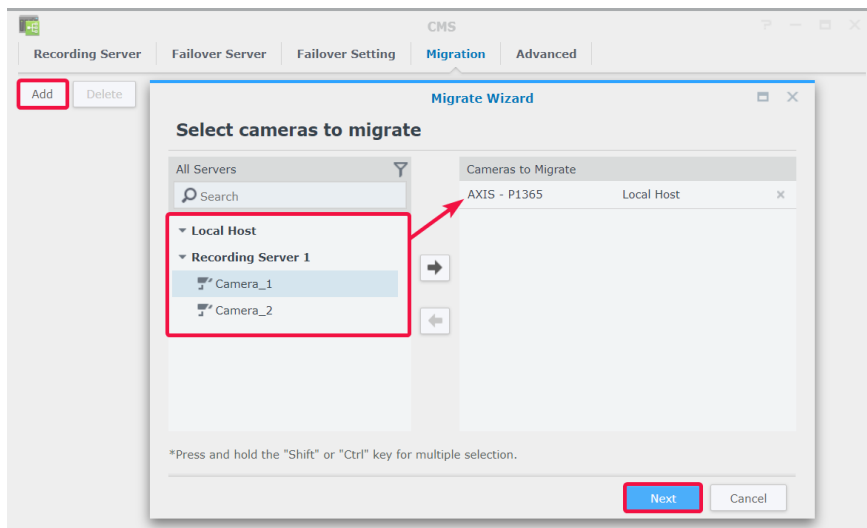 CMS
Recording Server Failover Server Failover Setting Migration Advanced
Add Delete
Migrate Wizard
Select cameras to migrate
All Servers
Search
Local Host
Recording Server 1
Camera_1
Camera_2
Cameras to Migrate
AXIS - P1365 Local Host
*Press and hold the "Shift" or "Ctrl" key for multiple selection.
Next Cancel